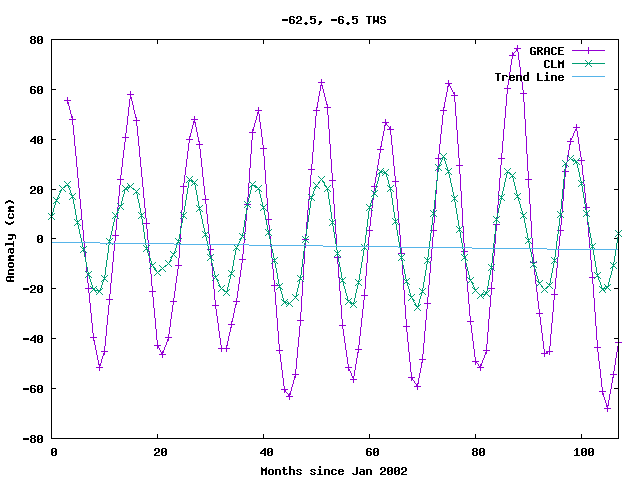 -62.5, -6.5 TWS
GRACE
CLM
Trend Line
Anomaly (cm)
80
60
40
20
0
-20
-40
-60
-80
0 20 40 60 80 100
Months since Jan 2002